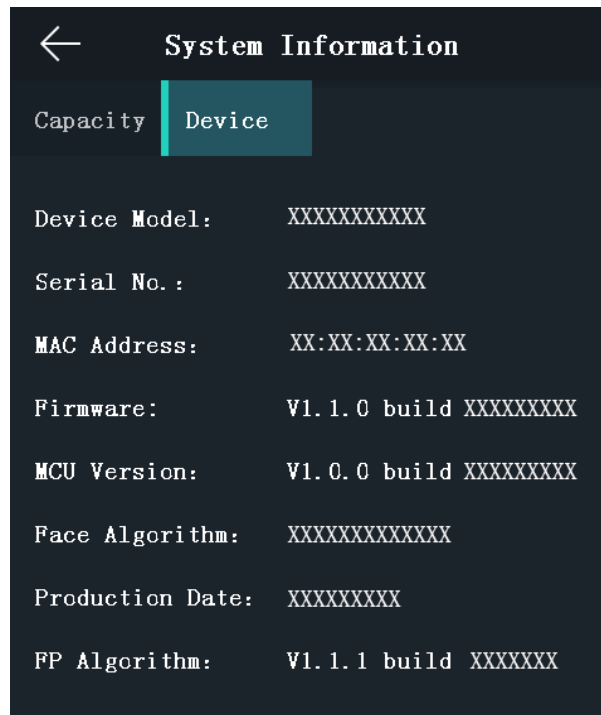 System Information
Capacity Device
Device Model: XXXXXXXXXXX
Serial No.: XXXXXXXXXXX
MAC Address: XX:XX:XX:XX:XX
Firmware: V1.1.0 build XXXXXXXXX
MCU Version: V1.0.0 build XXXXXXXXX
Face Algorithm: XXXXXXXXXXXXX
Production Date: XXXXXXXXX
FP Algorithm: V1.1.1 build XXXXXXX